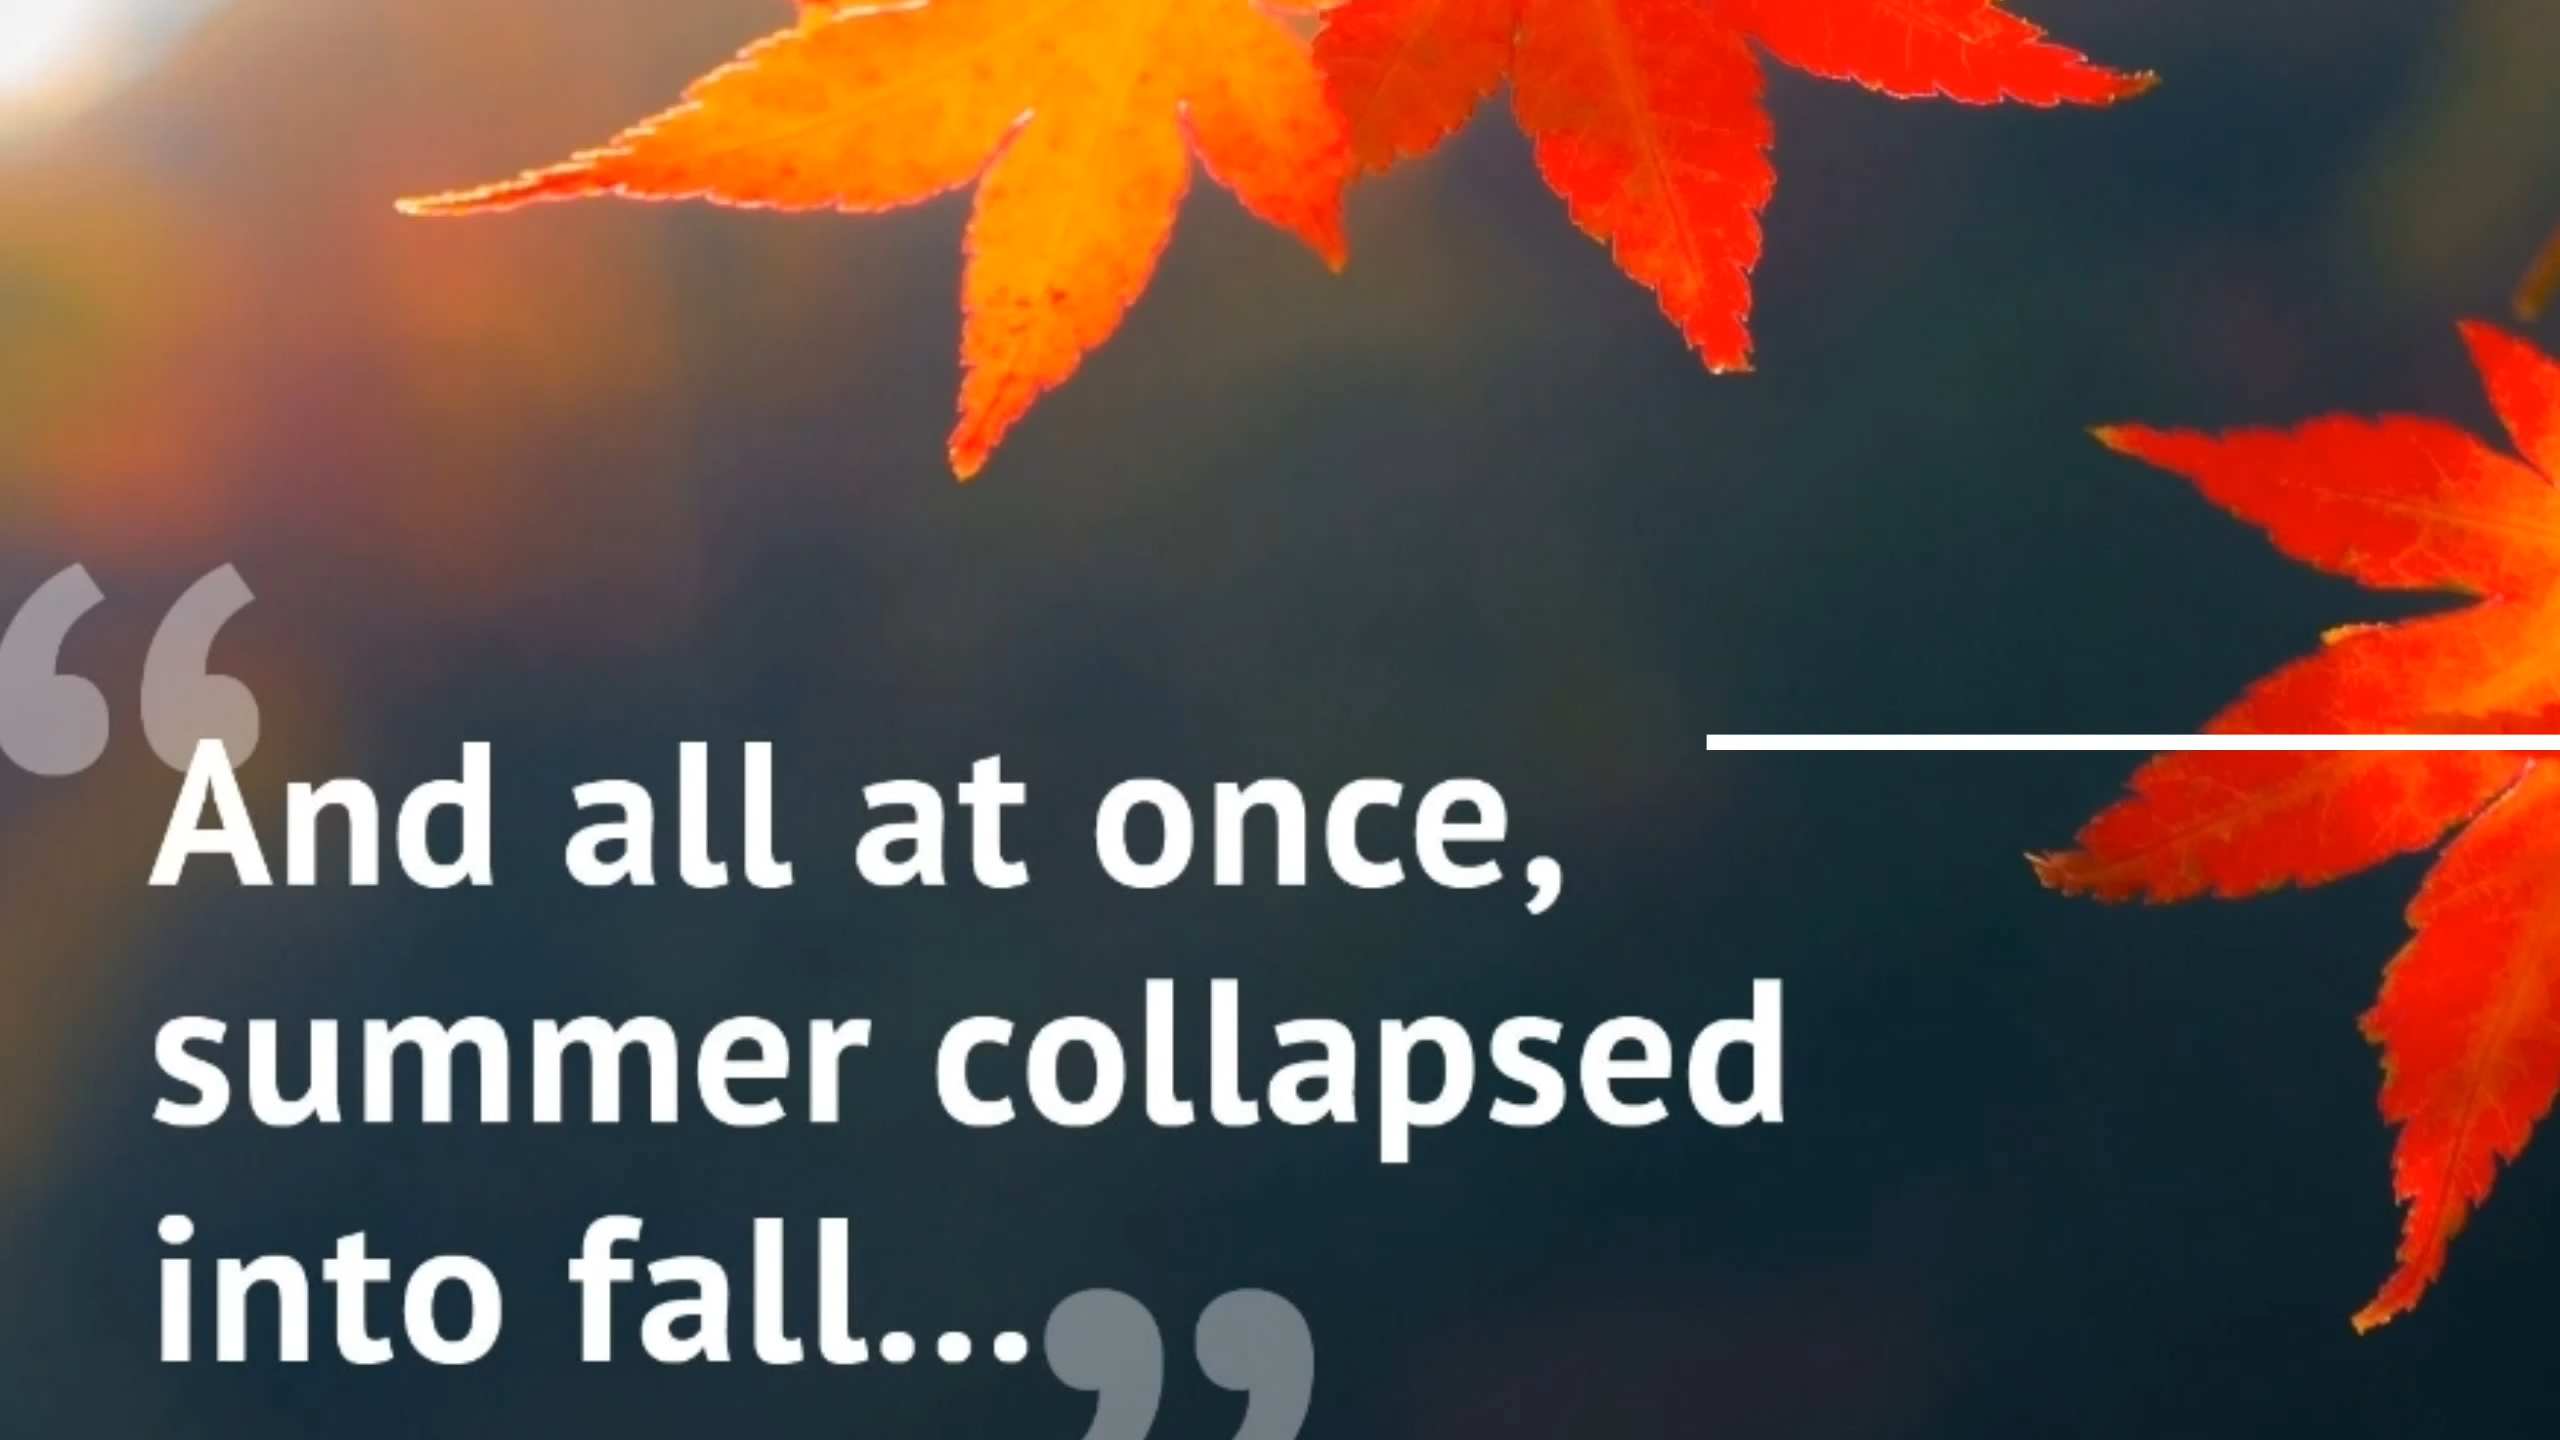 “And all at once,
summer collapsed
into fall...”